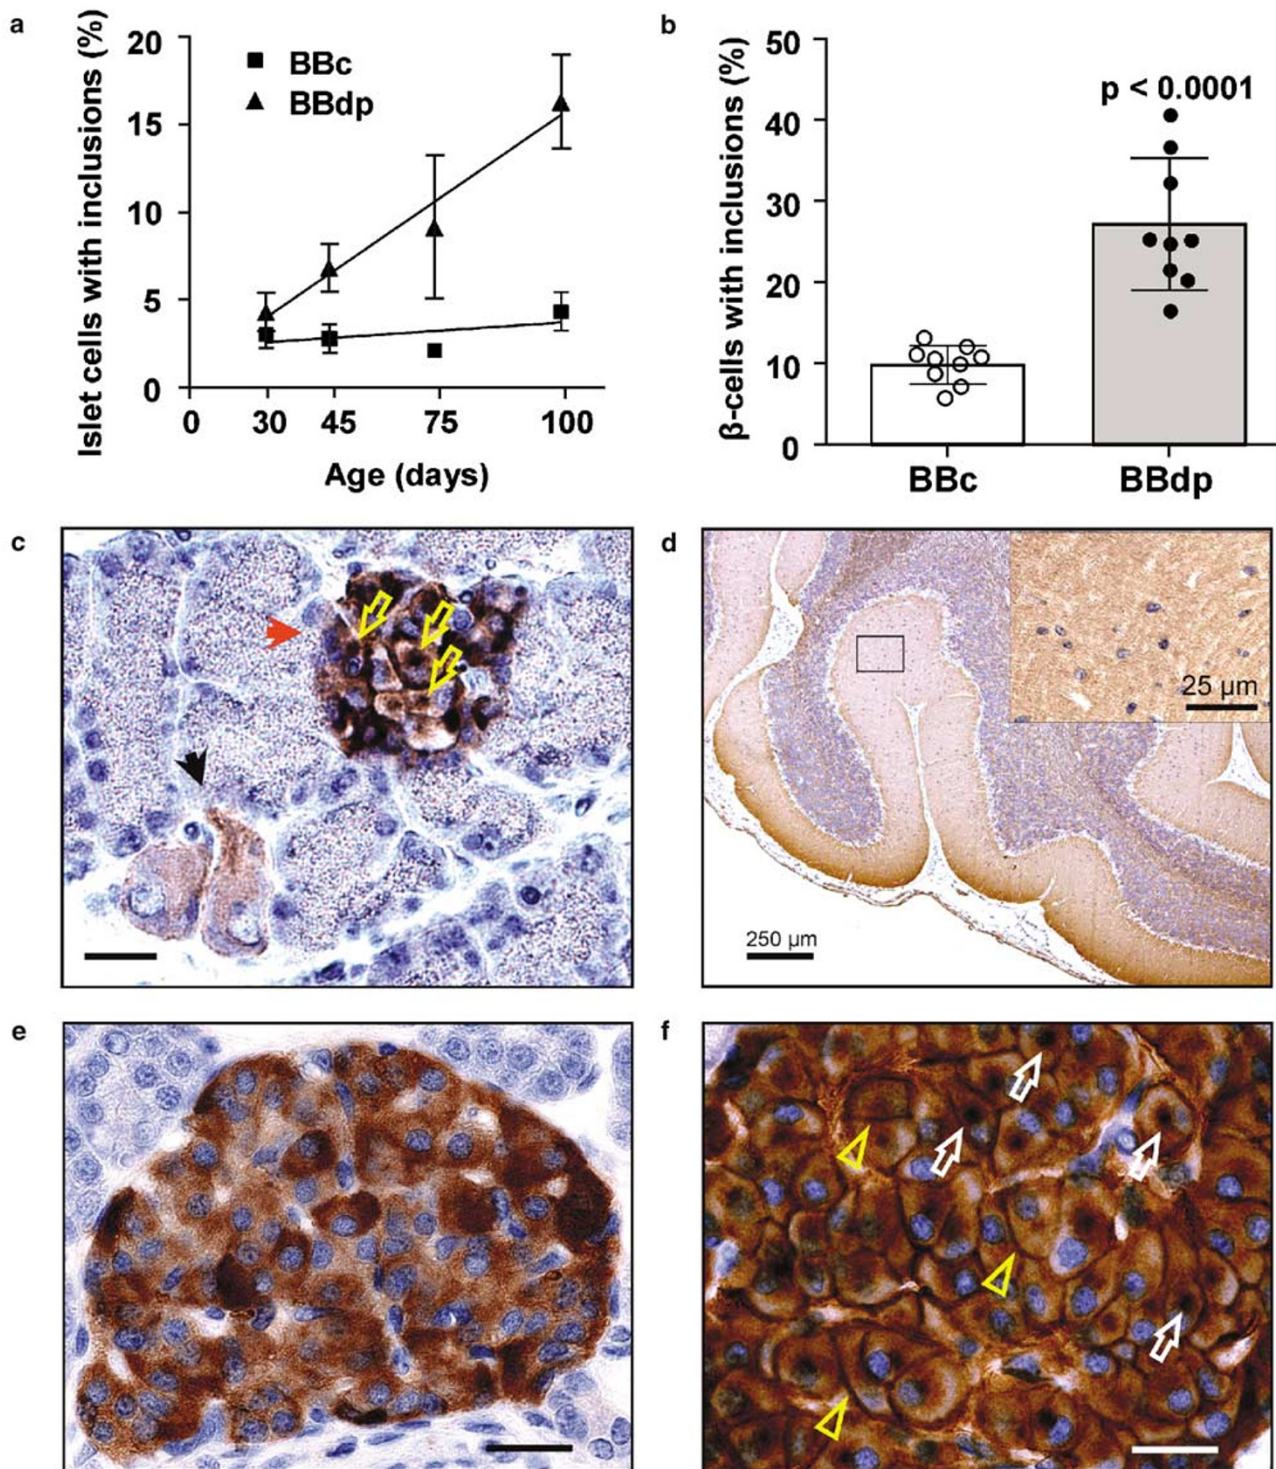 a
Islet cells with inclusions (%)
20
15
10
5
0
BBc
BBdp
0 30 45 75 100
Age (days)
b
β-cells with inclusions (%)
50
40
30
20
10
0
p < 0.0001
BBc BBdp
c
d
25 µm
250 µm
e
f